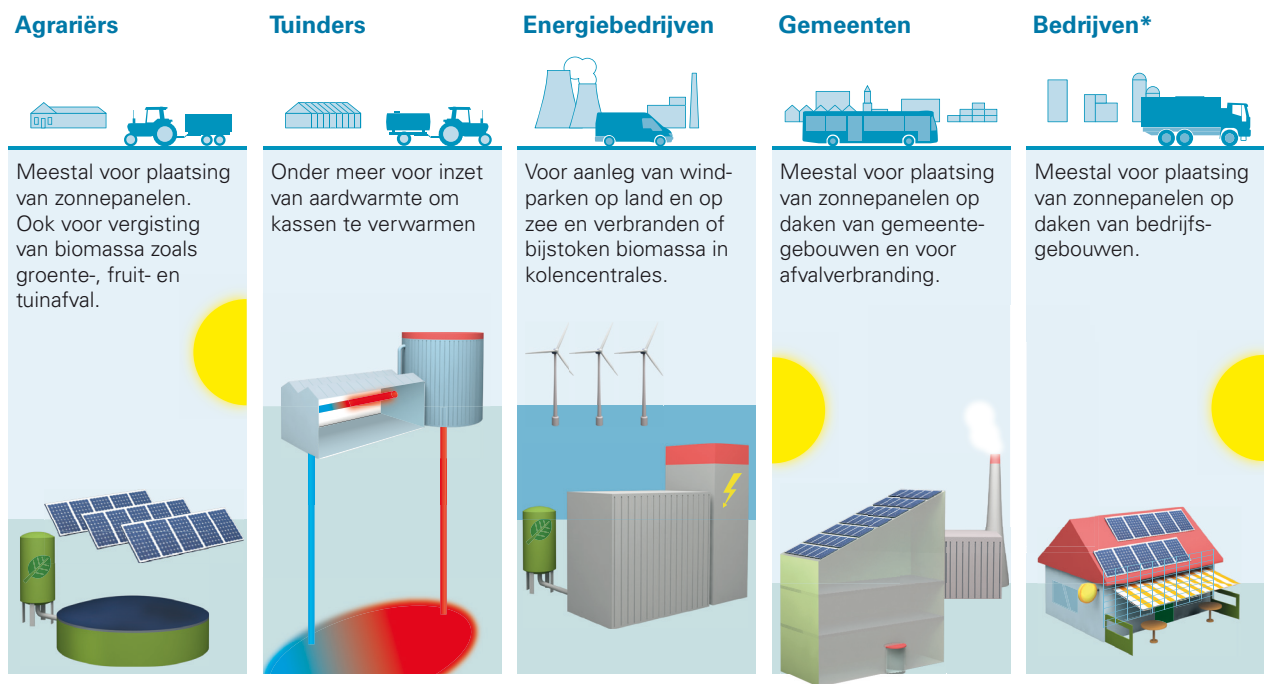 Agrariërs
Meestal voor plaatsing
van zonnepanelen.
Ook voor vergisting
van biomassa zoals
groente-, fruit- en
tuinafval.
Tuinders
Onder meer voor inzet
van aardwarmte om
kassen te verwarmen
Energiebedrijven
Voor aanleg van wind-
parken op land en op
zee en verbranden of
bijstoken biomassa in
kolencentrales.
Gemeenten
Meestal voor plaatsing
van zonnepanelen op
daken van gemeente-
gebouwen en voor
afvalverbranding.
Bedrijven*
Meestal voor plaatsing
van zonnepanelen op
daken van bedrijfs-
gebouwen.